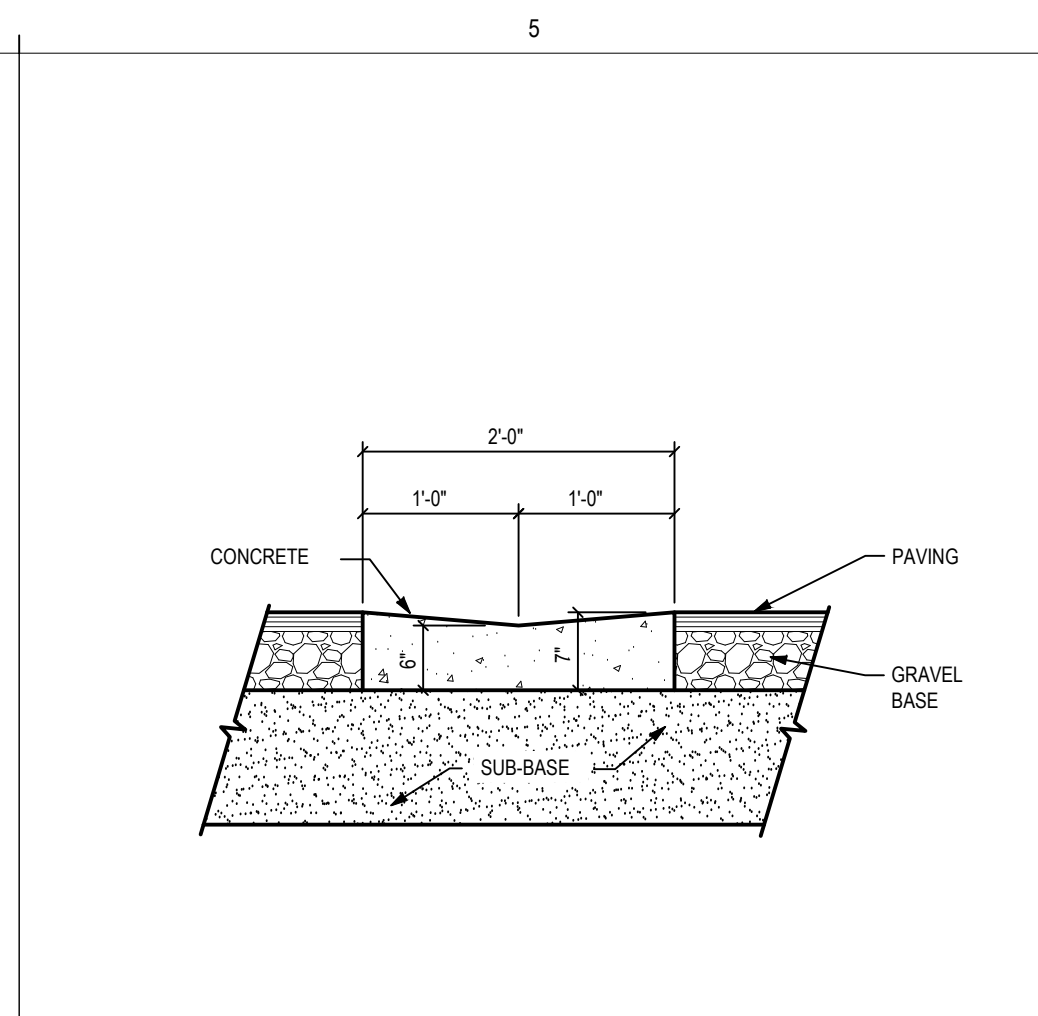 5
2'-0"
1'-0"
1'-0"
CONCRETE
PAVING
6"
7"
GRAVEL
BASE
SUB-BASE